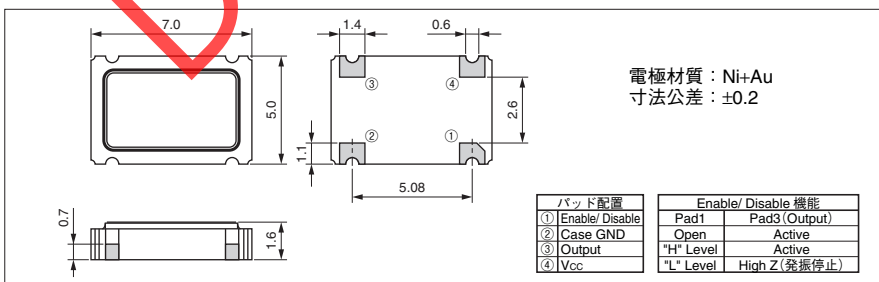 7.0
1.4
0.6
③
④
5.0
2.6
②
①
1.1
5.08
0.7
1.6
電極材質：Ni+Au
寸法公差：±0.2
パッド配置
① Enable/ Disable
② Case GND
③ Output
④ Vcc
Enable/ Disable 機能
Pad1 Pad3(Output)
Open Active
"H" Level Active
"L" Level High Z(発振停止)